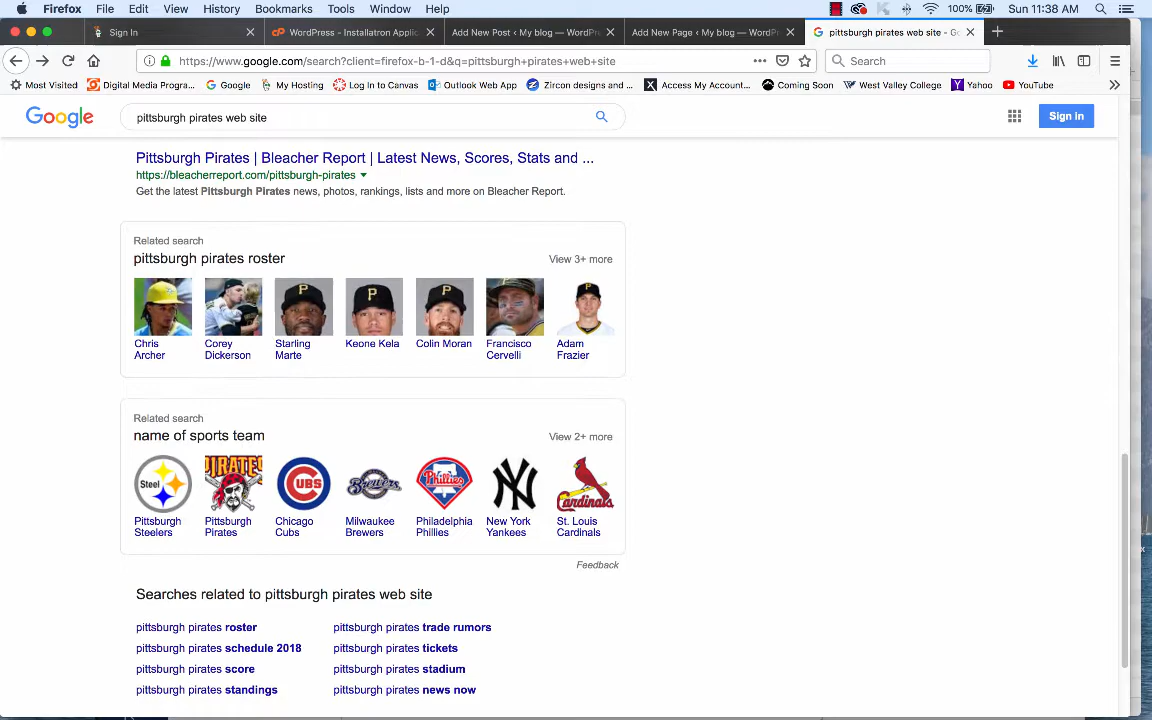 Firefox File Edit View History Bookmarks Tools Window Help 100% Sun 11:38 AM
Sign In WordPress - Installatron Applic Add New Post ‹ My blog — WordPr Add New Page ‹ My blog — WordP pittsburgh pirates web site - Go
https://www.google.com/search?client=firefox-b-1-d&q=pittsburgh+pirates+web+site Search
Most Visited Digital Media Progra... Google My Hosting Log In to Canvas Outlook Web App Zircon designs and ... Access My Account... Coming Soon West Valley College Yahoo YouTube
Google pittsburgh pirates web site Sign in
Pittsburgh Pirates | Bleacher Report | Latest News, Scores, Stats and ...
https://bleacherreport.com/pittsburgh-pirates
Get the latest Pittsburgh Pirates news, photos, rankings, lists and more on Bleacher Report.
Related search
pittsburgh pirates roster View 3+ more
Chris Archer Corey Dickerson Starling Marte Keone Kela Colin Moran Francisco Cervelli Adam Frazier
Related search
name of sports team View 2+ more
Steel PIRATES CUBS Brewers Phillies NY Cardinals
Pittsburgh Steelers Pittsburgh Pirates Chicago Cubs Milwaukee Brewers Philadelphia Phillies New York Yankees St. Louis Cardinals
Feedback
Searches related to pittsburgh pirates web site
pittsburgh pirates roster pittsburgh pirates trade rumors
pittsburgh pirates schedule 2018 pittsburgh pirates tickets
pittsburgh pirates score pittsburgh pirates stadium
pittsburgh pirates standings pittsburgh pirates news now